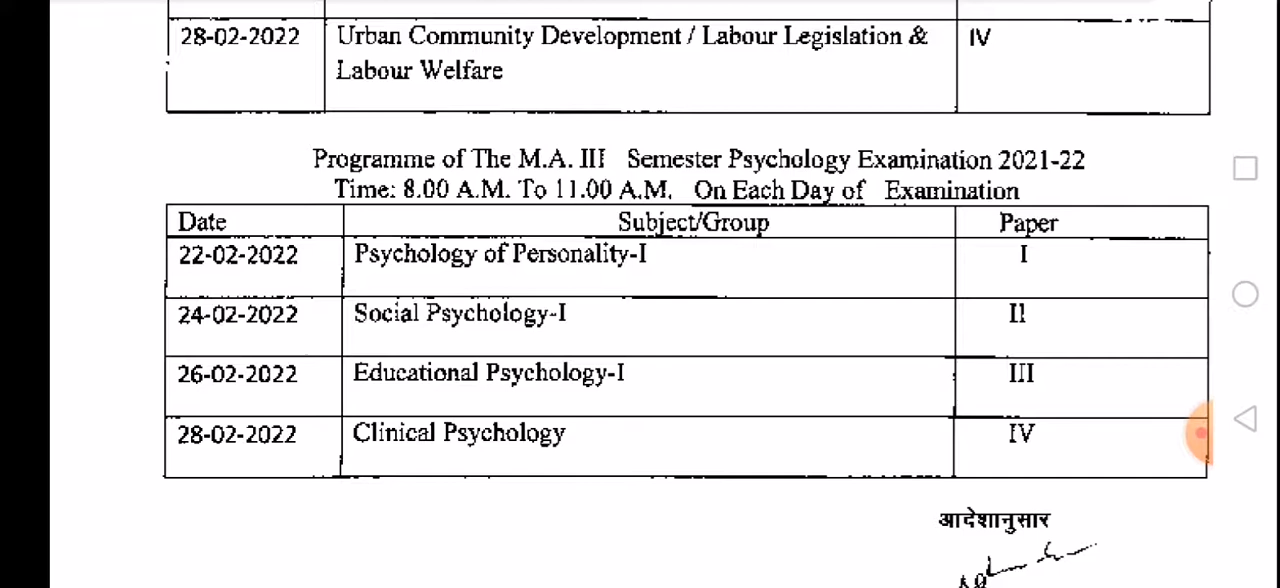 28-02-2022 Urban Community Development / Labour Legislation & IV
Labour Welfare
Programme of The M.A. III Semester Psychology Examination 2021-22
Time: 8.00 A.M. To 11.00 A.M. On Each Day of Examination
Date Subject/Group Paper
22-02-2022 Psychology of Personality-I I
24-02-2022 Social Psychology-I II
26-02-2022 Educational Psychology-I III
28-02-2022 Clinical Psychology IV
आदेशानुसार